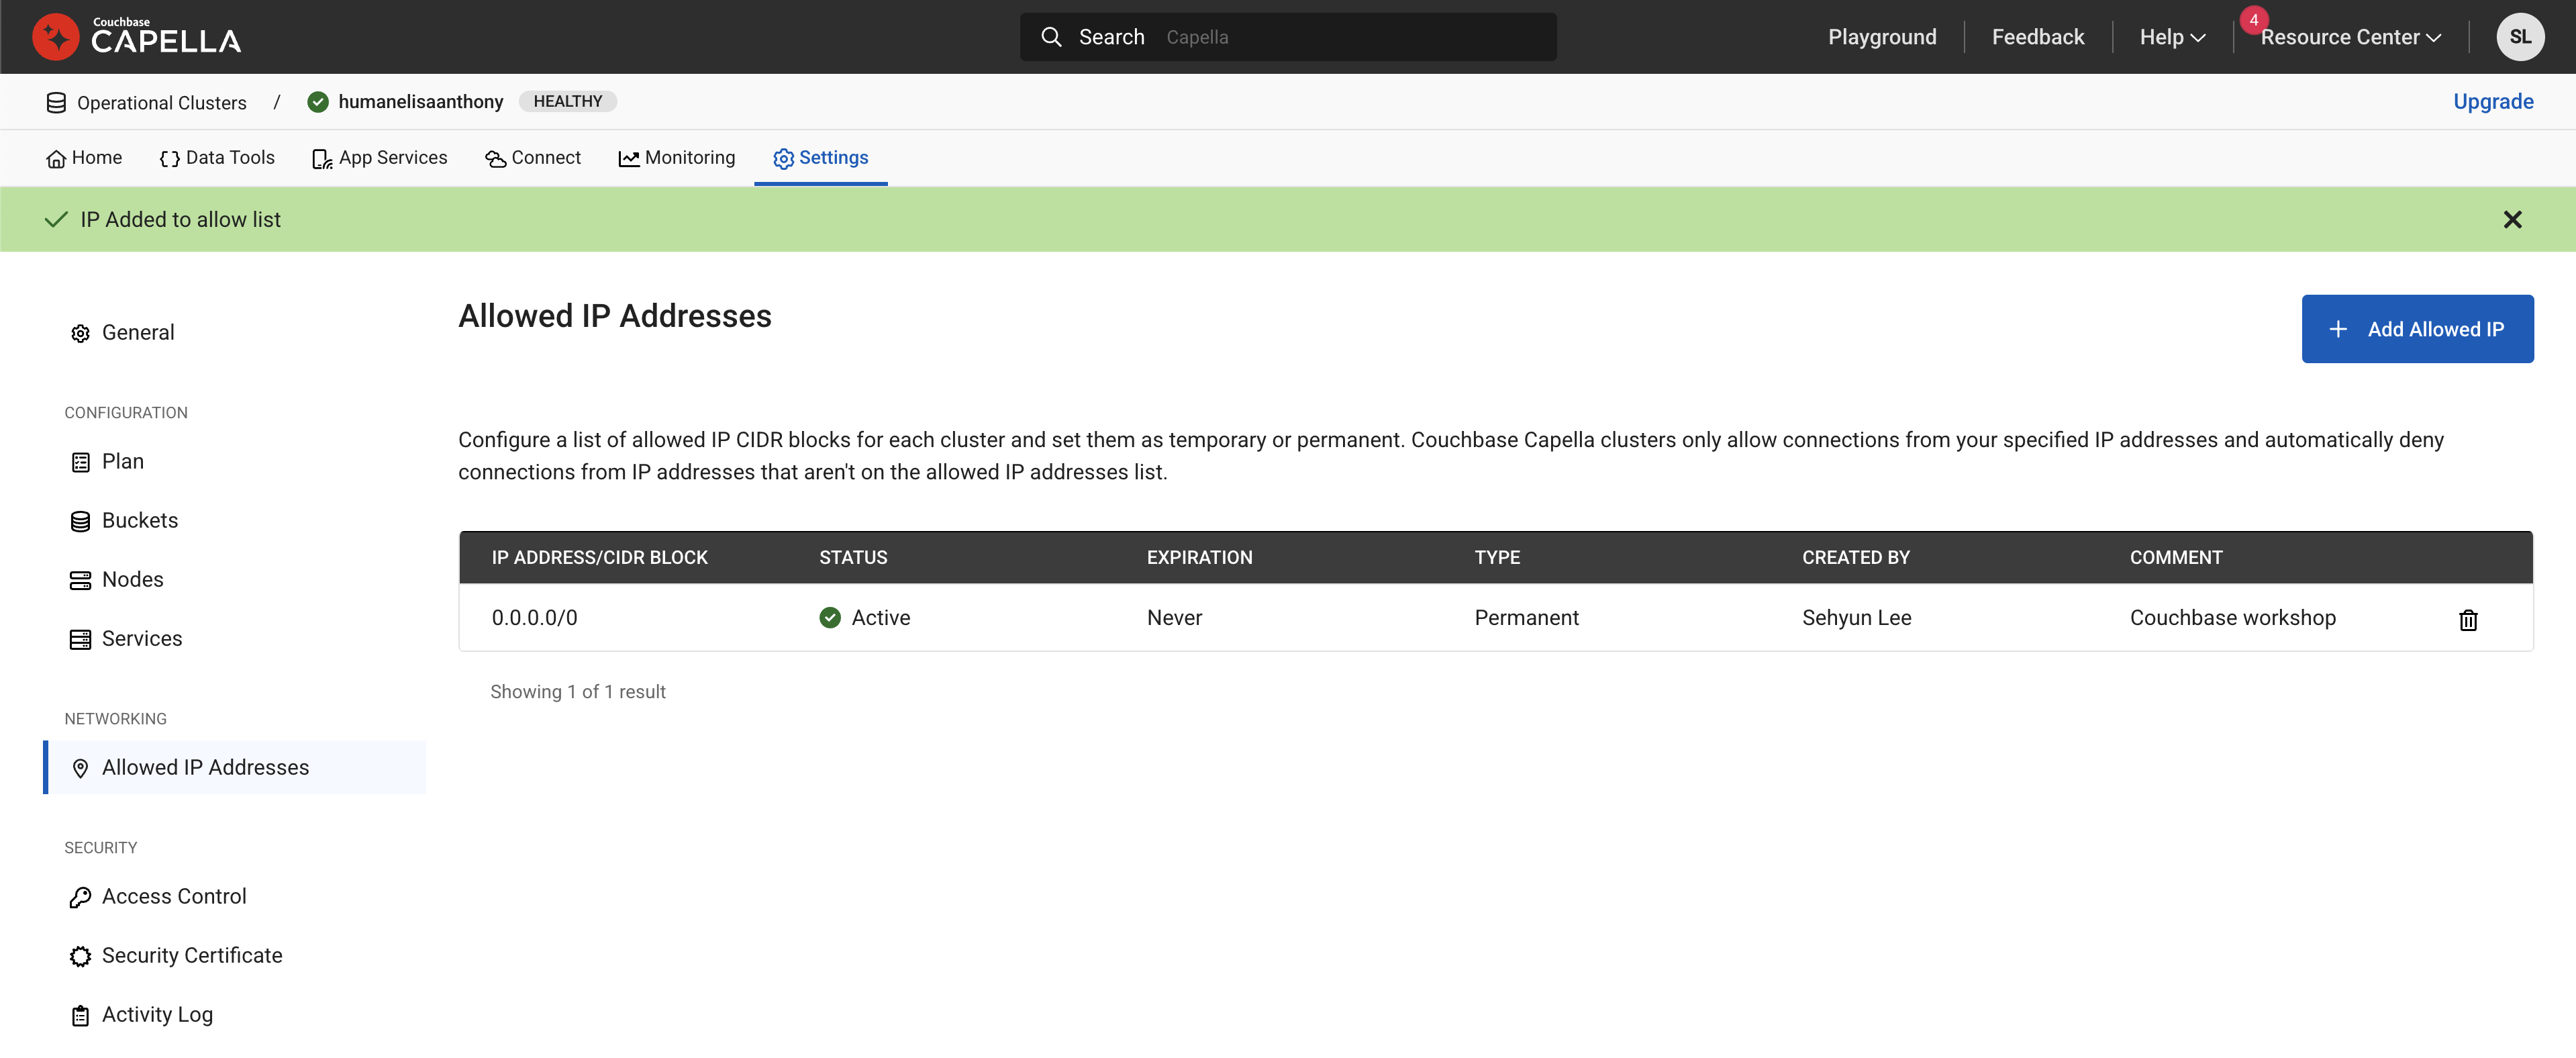 Couchbase
CAPELLA
Search Capella
Playground
Feedback
Help
4
Resource Center
SL
Operational Clusters / humanelisaanthony HEALTHY
Upgrade
Home
Data Tools
App Services
Connect
Monitoring
Settings
IP Added to allow list
General
CONFIGURATION
Plan
Buckets
Nodes
Services
NETWORKING
Allowed IP Addresses
SECURITY
Access Control
Security Certificate
Activity Log
Allowed IP Addresses
+ Add Allowed IP
Configure a list of allowed IP CIDR blocks for each cluster and set them as temporary or permanent. Couchbase Capella clusters only allow connections from your specified IP addresses and automatically deny
connections from IP addresses that aren't on the allowed IP addresses list.
IP ADDRESS/CIDR BLOCK STATUS EXPIRATION TYPE CREATED BY COMMENT
0.0.0.0/0 Active Never Permanent Sehyun Lee Couchbase workshop
Showing 1 of 1 result